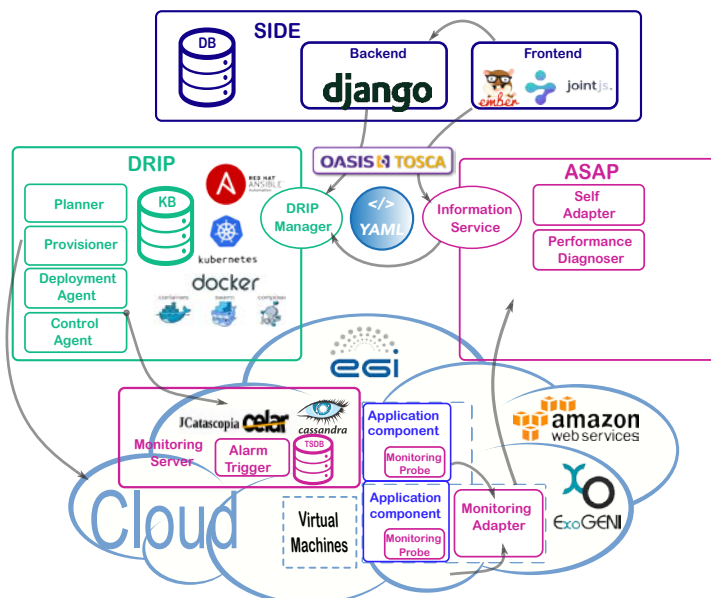 SIDE
DB
Backend
django
Frontend
ember
jointjs.
DRIP
Planner
Provisioner
Deployment
Agent
Control
Agent
KB
RED HAT
ANSIBLE
kubernetes
docker
swarm
DRIP
Manager
OASIS TOSCA
</>
YAML
Information
Service
ASAP
Self
Adapter
Performance
Diagnoser
eGI
JCatascopia
celar
cassandra
Monitoring
Server
Alarm
Trigger
TSDB
Application
component
Monitoring
Probe
Application
component
Monitoring
Probe
Monitoring
Adapter
Virtual
Machines
Cloud
amazon
web services
ExoGENI